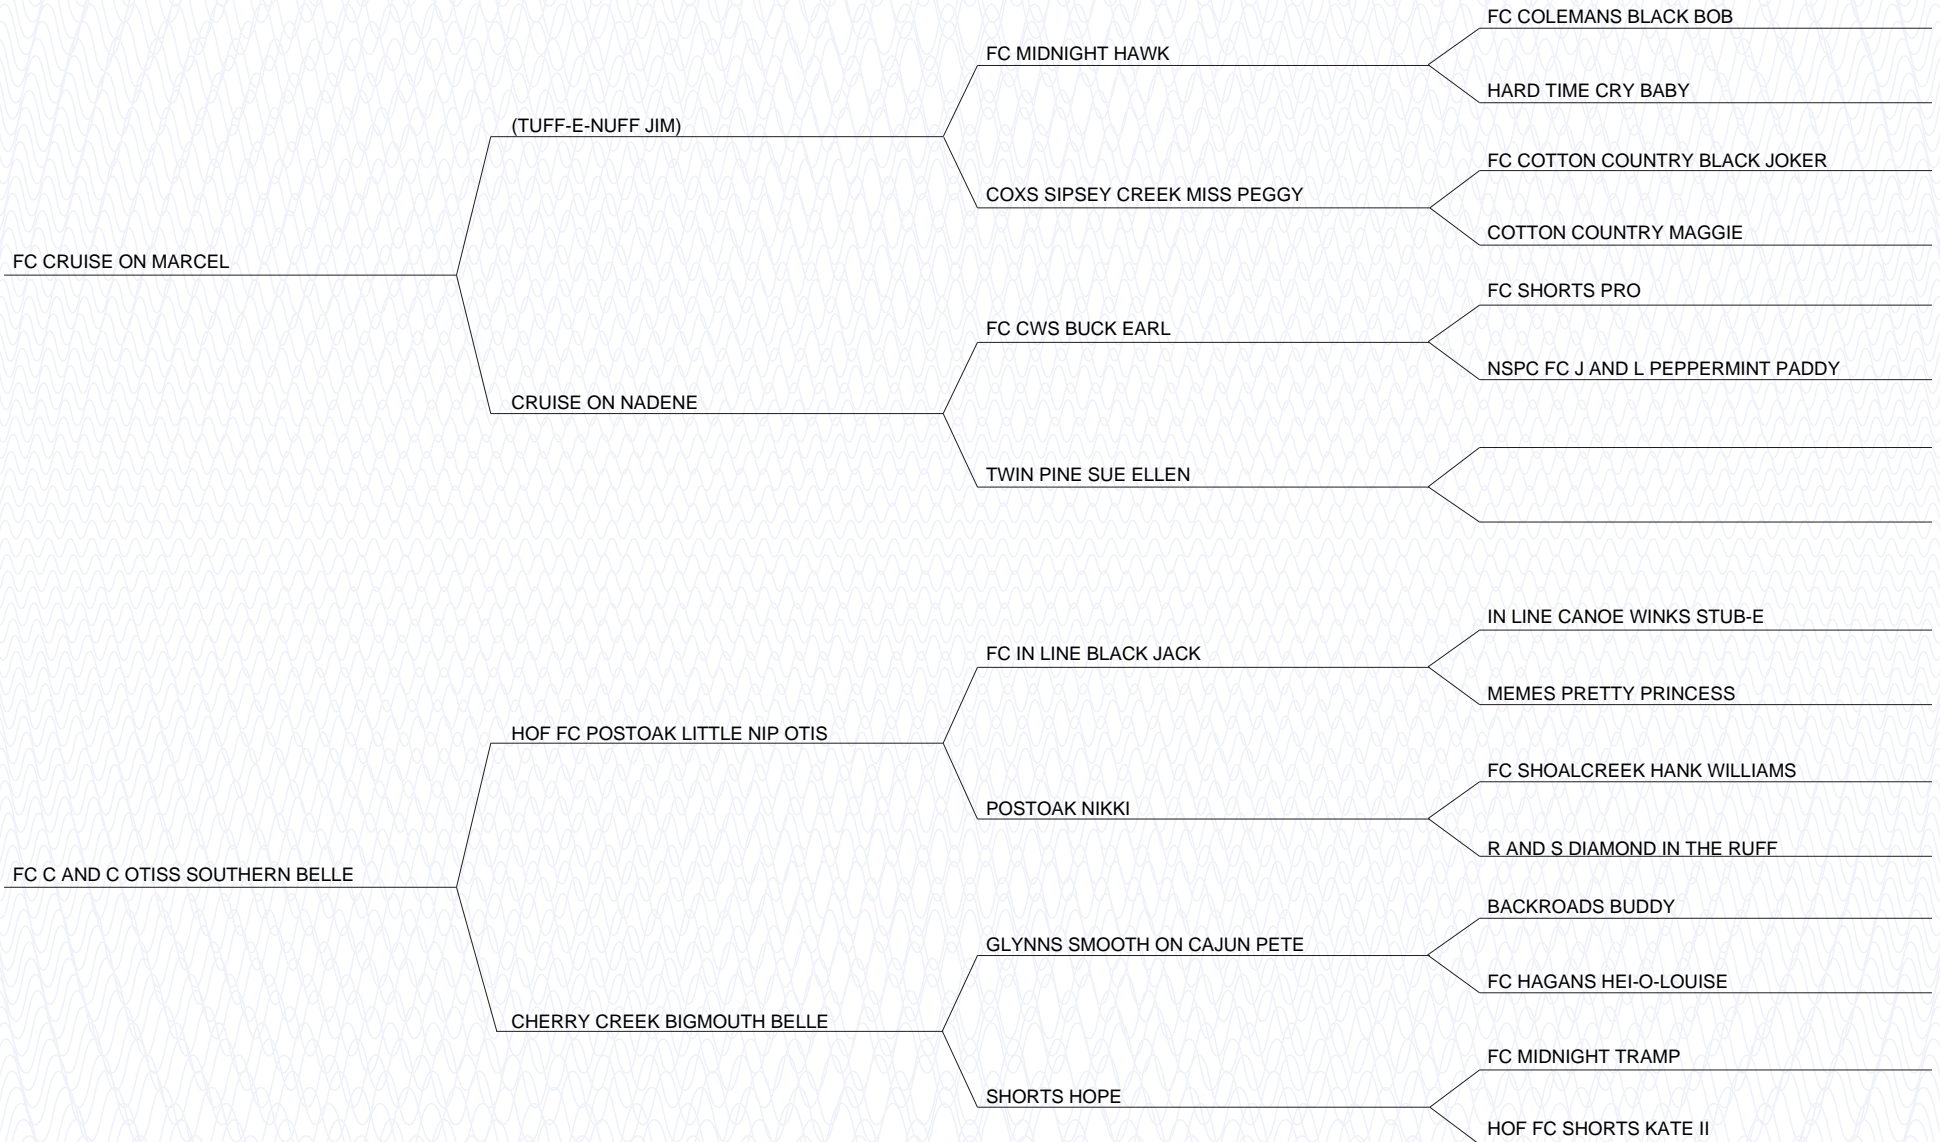 FC COLEMANS BLACK BOB
FC MIDNIGHT HAWK
HARD TIME CRY BABY
(TUFF-E-NUFF JIM)
FC COTTON COUNTRY BLACK JOKER
COXS SIPSEY CREEK MISS PEGGY
COTTON COUNTRY MAGGIE
FC CRUISE ON MARCEL
FC SHORTS PRO
FC CWS BUCK EARL
NSPC FC J AND L PEPPERMINT PADDY
CRUISE ON NADENE
TWIN PINE SUE ELLEN
IN LINE CANOE WINKS STUB-E
FC IN LINE BLACK JACK
MEMES PRETTY PRINCESS
HOF FC POSTOAK LITTLE NIP OTIS
FC SHOALCREEK HANK WILLIAMS
POSTOAK NIKKI
R AND S DIAMOND IN THE RUFF
FC C AND C OTISS SOUTHERN BELLE
BACKROADS BUDDY
GLYNNS SMOOTH ON CAJUN PETE
FC HAGANS HEI-O-LOUISE
CHERRY CREEK BIGMOUTH BELLE
FC MIDNIGHT TRAMP
SHORTS HOPE
HOF FC SHORTS KATE II